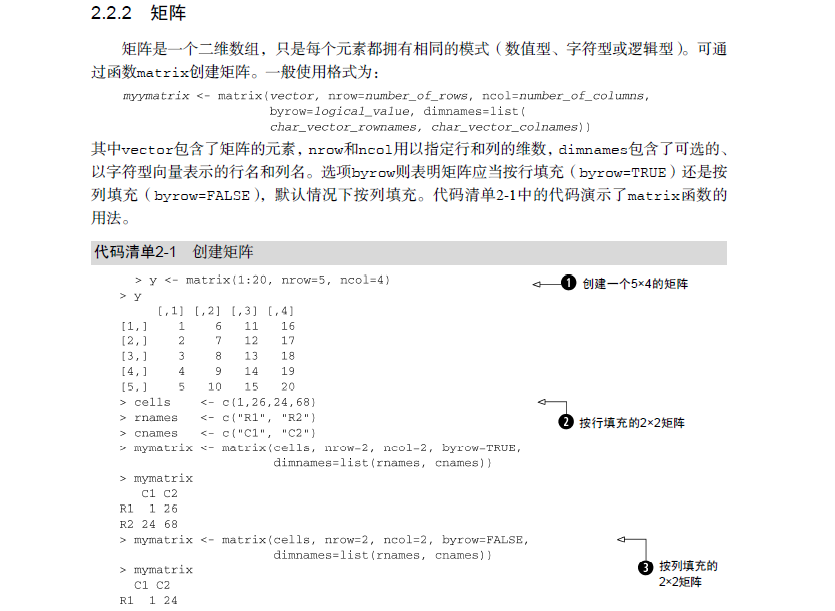 2.2.2 矩阵
矩阵是一个二维数组，只是每个元素都拥有相同的模式（数值型、字符型或逻辑型）。可通
过函数matrix创建矩阵。一般使用格式为：
myymatrix <- matrix(vector, nrow=number_of_rows, ncol=number_of_columns,
byrow=logical_value, dimnames=list(
char_vector_rownames, char_vector_colnames))
其中vector包含了矩阵的元素，nrow和ncol用以指定行和列的维数，dimnames包含了可选的、
以字符型向量表示的行名和列名。选项byrow则表明矩阵应当按行填充（byrow=TRUE）还是按
列填充（byrow=FALSE），默认情况下按列填充。代码清单2-1中的代码演示了matrix函数的
用法。
代码清单2-1 创建矩阵
> y <- matrix(1:20, nrow=5, ncol=4)
❶ 创建一个5×4的矩阵
> y
[,1] [,2] [,3] [,4]
[1,] 1 6 11 16
[2,] 2 7 12 17
[3,] 3 8 13 18
[4,] 4 9 14 19
[5,] 5 10 15 20
> cells <- c(1,26,24,68)
> rnames <- c("R1", "R2")
❷ 按行填充的2×2矩阵
> cnames <- c("C1", "C2")
> mymatrix <- matrix(cells, nrow=2, ncol=2, byrow=TRUE,
dimnames=list(rnames, cnames))
> mymatrix
C1 C2
R1 1 26
R2 24 68
> mymatrix <- matrix(cells, nrow=2, ncol=2, byrow=FALSE,
dimnames=list(rnames, cnames))
❸ 按列填充的
2×2矩阵
> mymatrix
C1 C2
R1 1 24